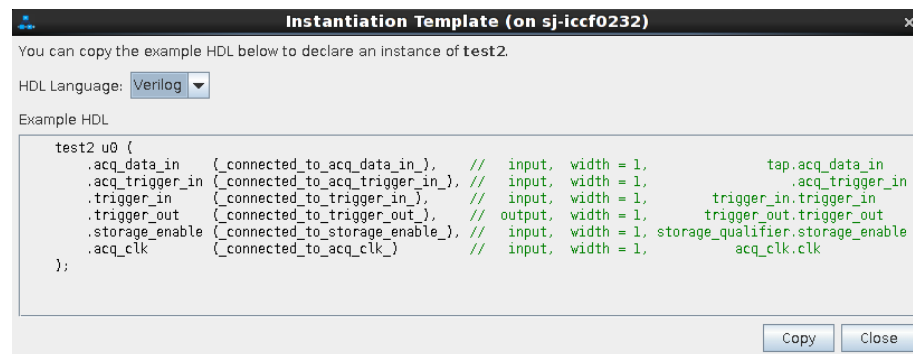 Instantiation Template (on sj-iccf0232)
You can copy the example HDL below to declare an instance of test2.
HDL Language: Verilog
Example HDL
test2 u0 (
.acq_data_in (_connected_to_acq_data_in_), // input, width = 1, tap.acq_data_in
.acq_trigger_in (_connected_to_acq_trigger_in_), // input, width = 1, .acq_trigger_in
.trigger_in (_connected_to_trigger_in_), // input, width = 1, trigger_in.trigger_in
.trigger_out (_connected_to_trigger_out_), // output, width = 1, trigger_out.trigger_out
.storage_enable (_connected_to_storage_enable_), // input, width = 1, storage_qualifier.storage_enable
.acq_clk (_connected_to_acq_clk_) // input, width = 1, acq_clk.clk
);
Copy Close